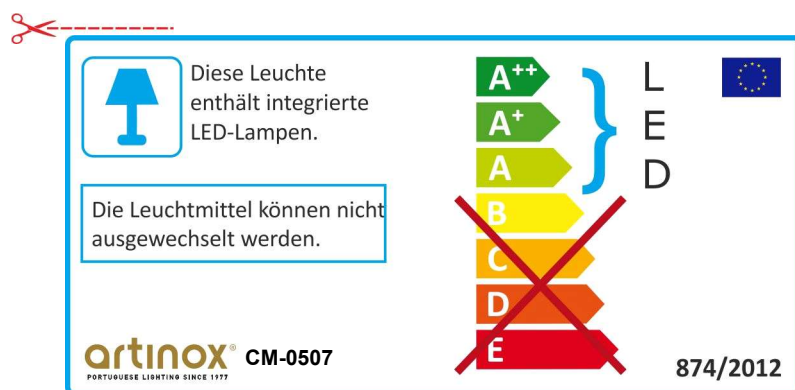 Diese Leuchte
enthält integrierte
LED-Lampen.
Die Leuchtmittel können nicht
ausgewechselt werden.
artinox® CM-0507
PORTUGUESE LIGHTING SINCE 1977
A++
A+
A
B
C
D
E
L
E
D
874/2012